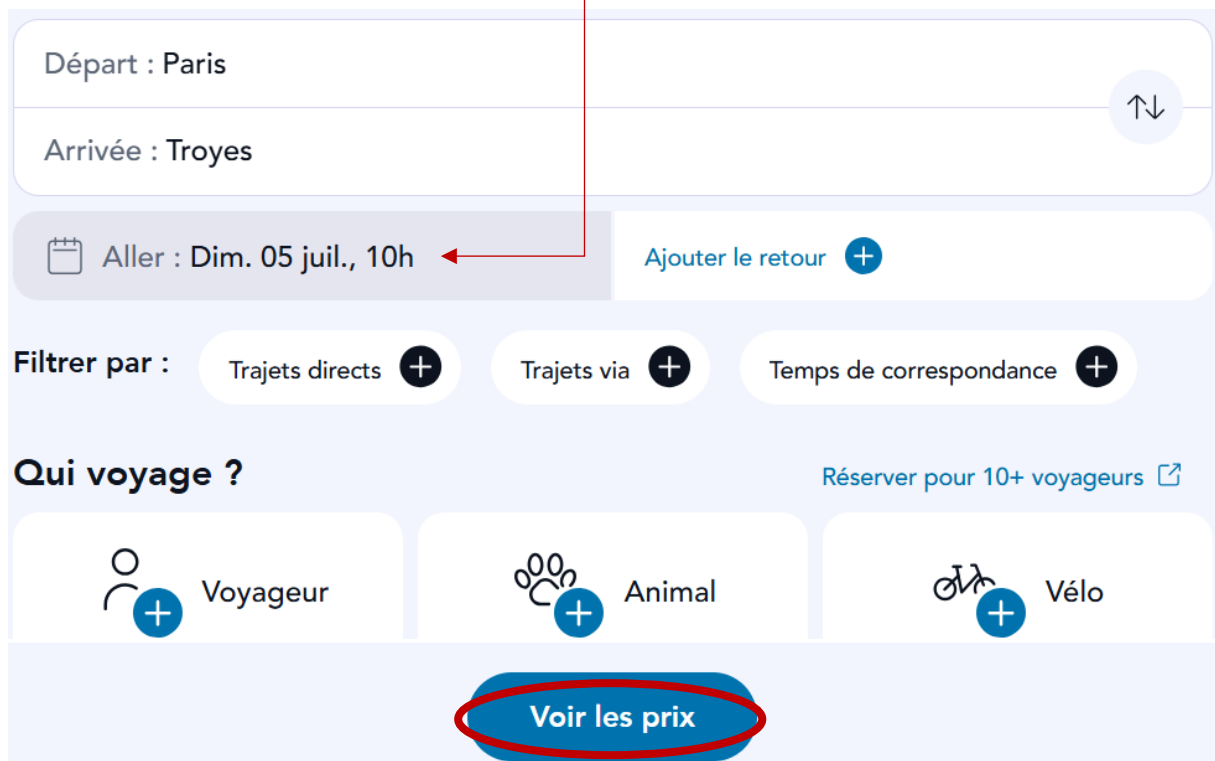 Départ : Paris
Arrivée : Troyes
Aller : Dim. 05 juil., 10h
Ajouter le retour
Filtrer par :
Trajets directs
Trajets via
Temps de correspondance
Qui voyage ?
Réserver pour 10+ voyageurs
Voyageur
Animal
Vélo
Voir les prix